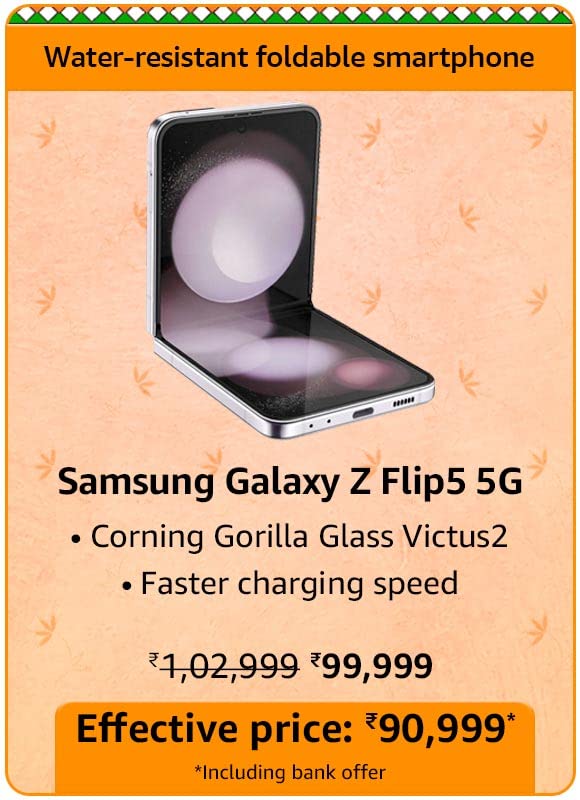 Water-resistant foldable smartphone
Samsung Galaxy Z Flip5 5G
• Corning Gorilla Glass Victus2
• Faster charging speed
₹1,02,999 ₹99,999
Effective price: ₹90,999*
*Including bank offer